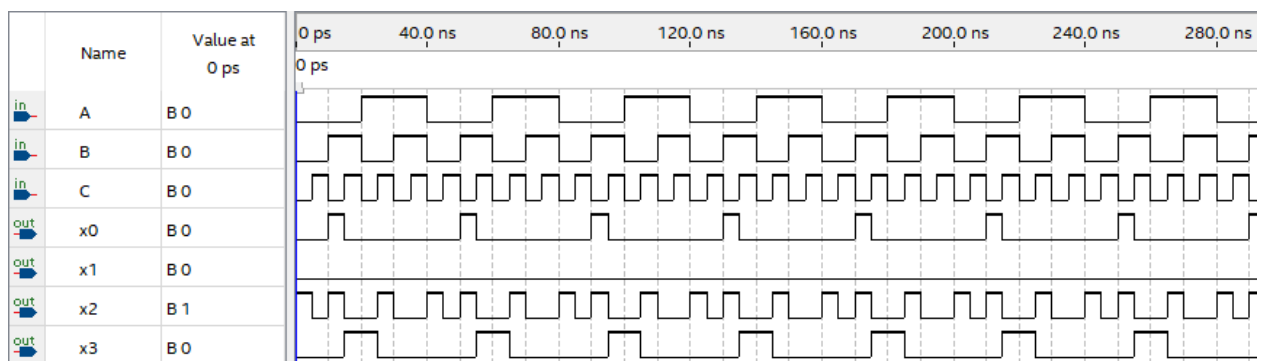 Name
Value at
0 ps
0 ps 40.0 ns 80.0 ns 120.0 ns 160.0 ns 200.0 ns 240.0 ns 280.0 ns
0 ps
in A B 0
in B B 0
in C B 0
out x0 B 0
out x1 B 0
out x2 B 1
out x3 B 0